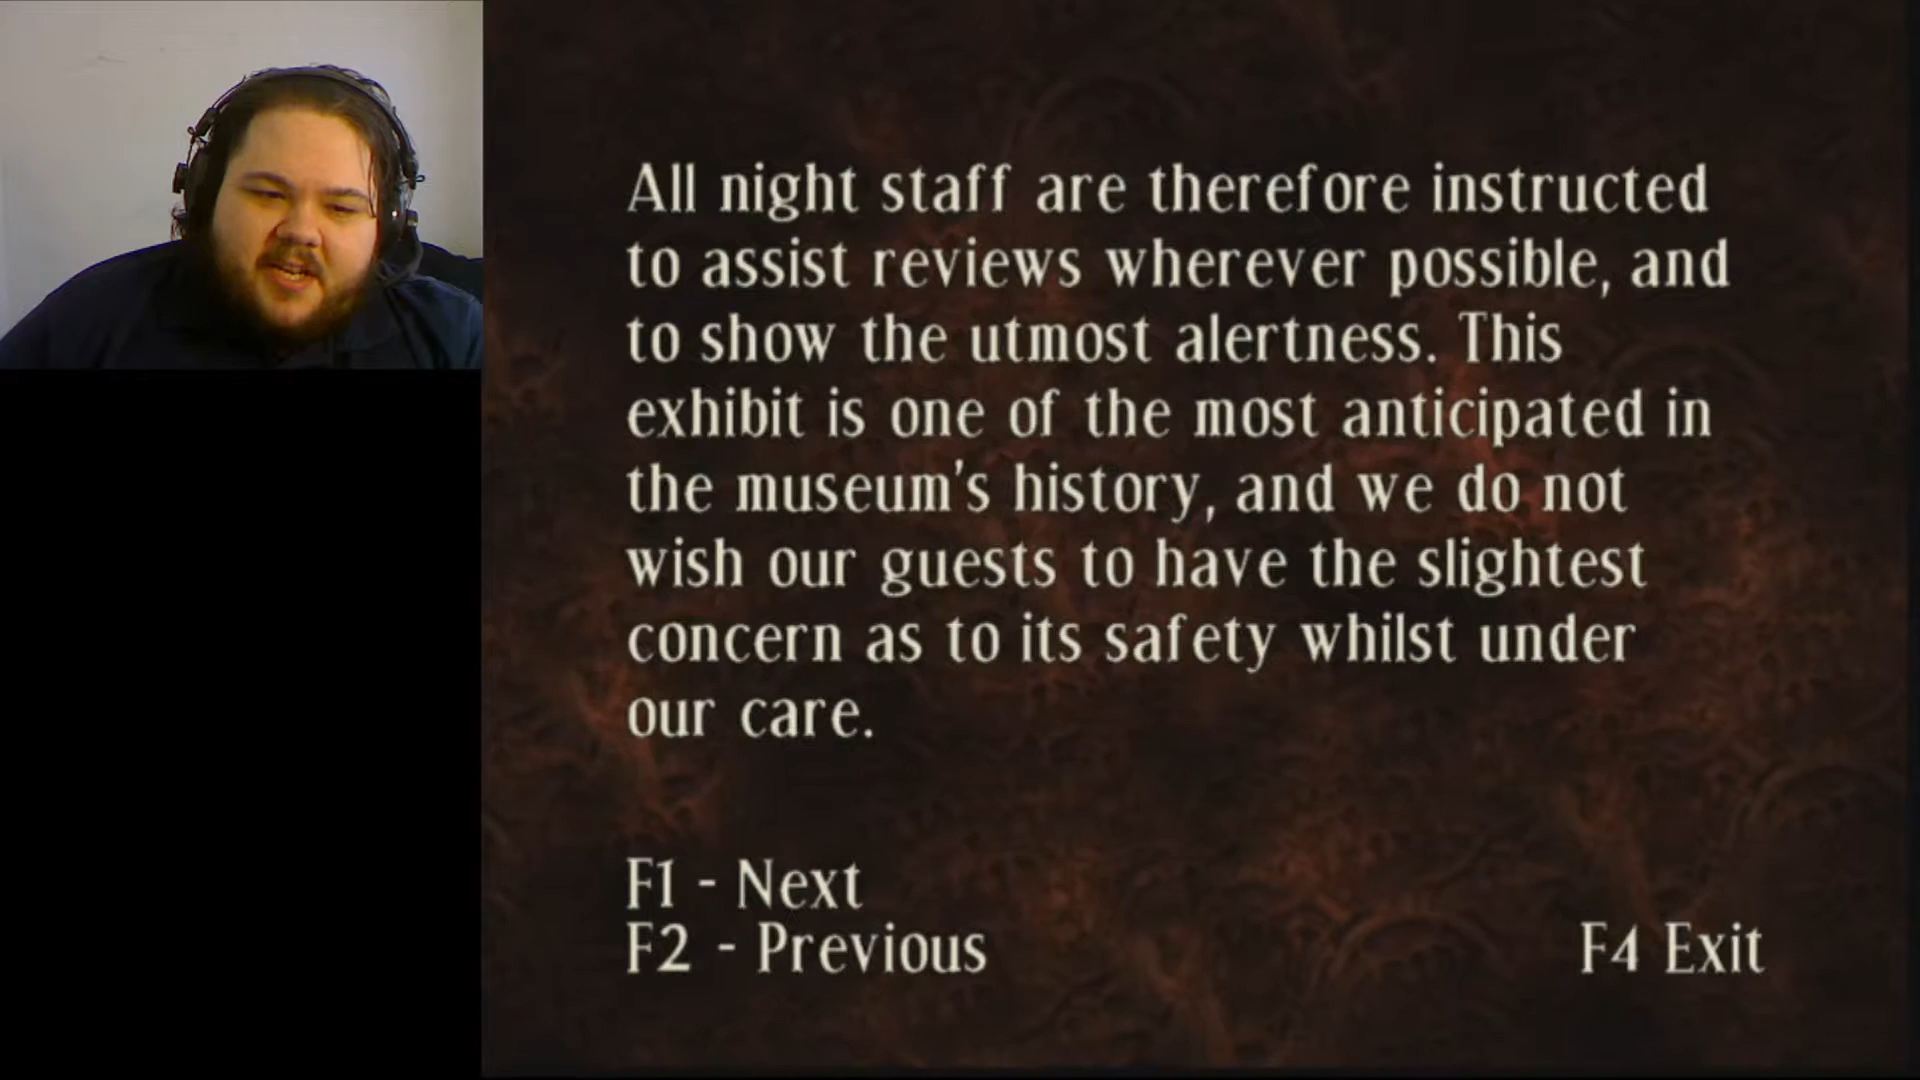 All night staff are therefore instructed
to assist reviews wherever possible, and
to show the utmost alertness. This
exhibit is one of the most anticipated in
the museum's history, and we do not
wish our guests to have the slightest
concern as to its safety whilst under
our care.
F1 - Next
F2 - Previous
F4 Exit